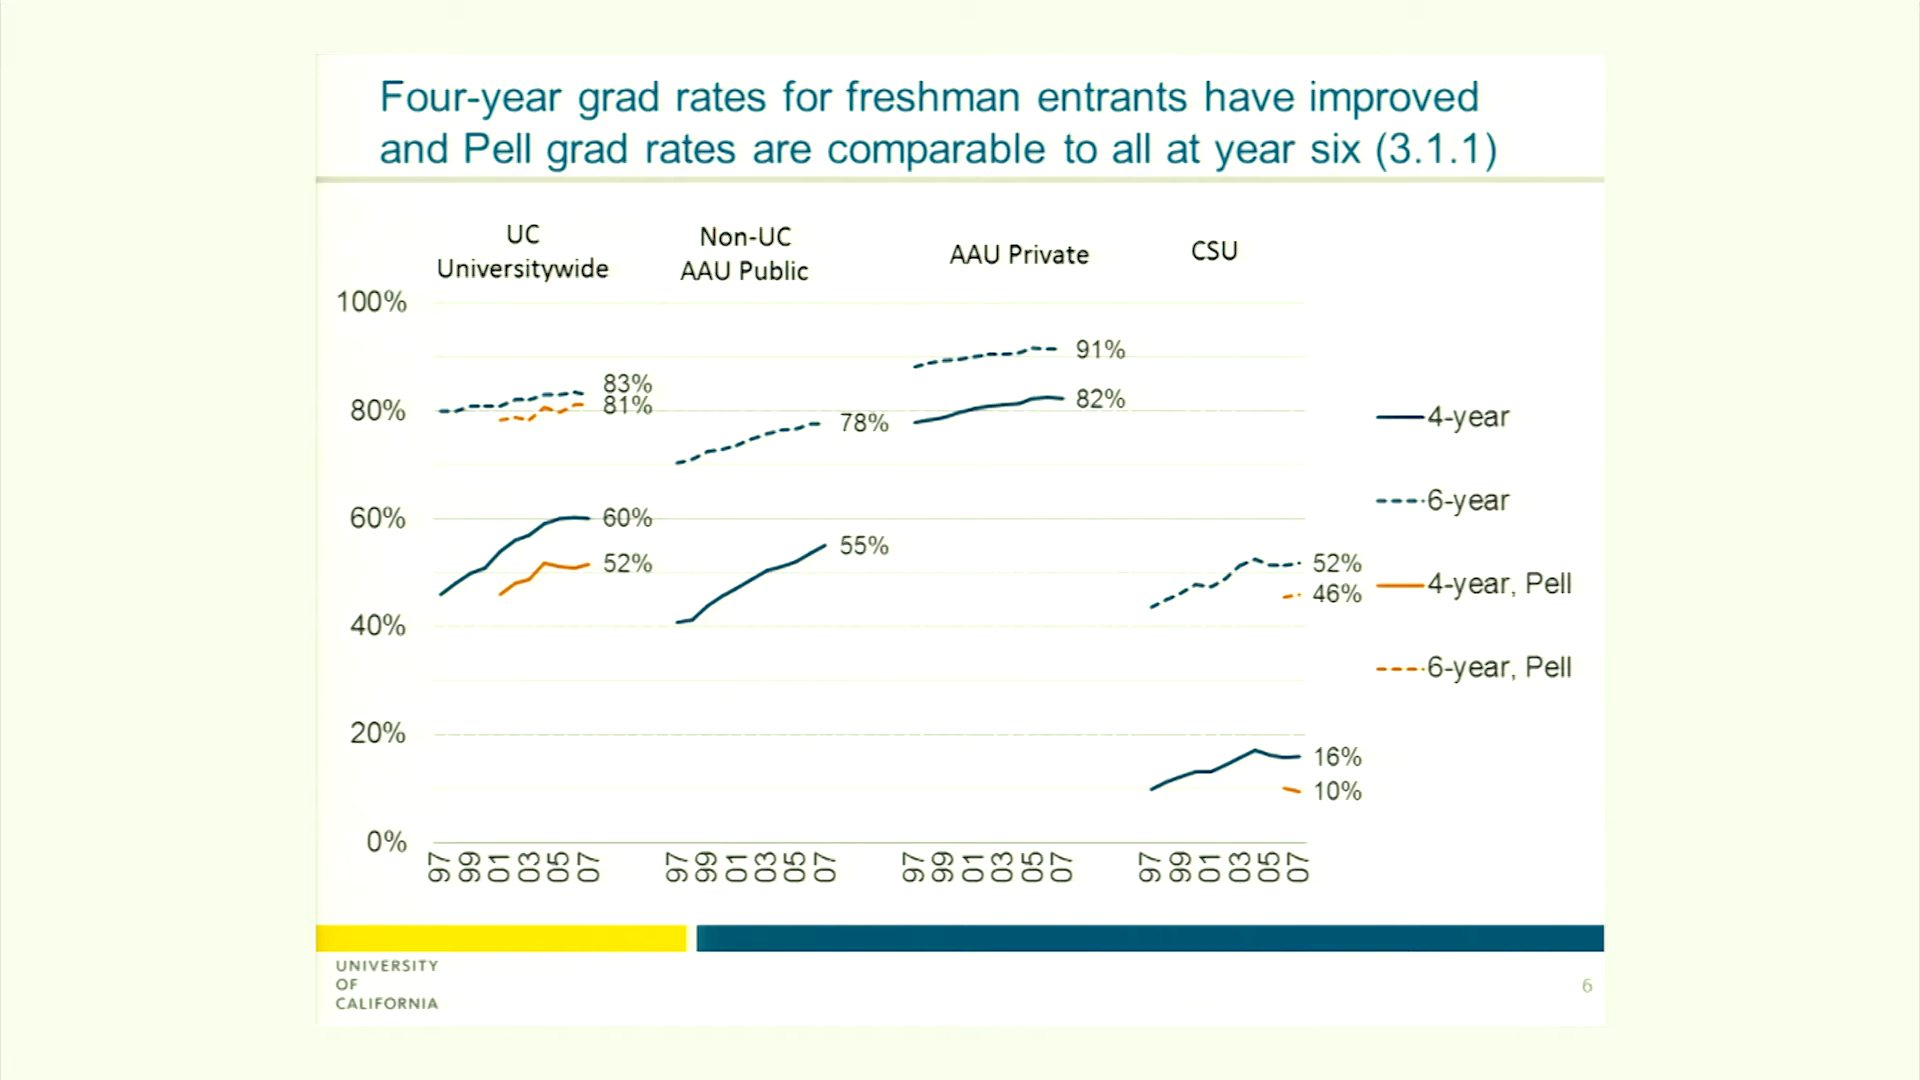 Four-year grad rates for freshman entrants have improved
and Pell grad rates are comparable to all at year six (3.1.1)
UC
Universitywide
Non-UC
AAU Public
AAU Private
CSU
100%
80%
60%
40%
20%
0%
83%
81%
60%
52%
78%
55%
91%
82%
52%
46%
16%
10%
4-year
6-year
4-year, Pell
6-year, Pell
97 99 01 03 05 07
97 99 01 03 05 07
97 99 01 03 05 07
97 99 01 03 05 07
UNIVERSITY
OF
CALIFORNIA
6